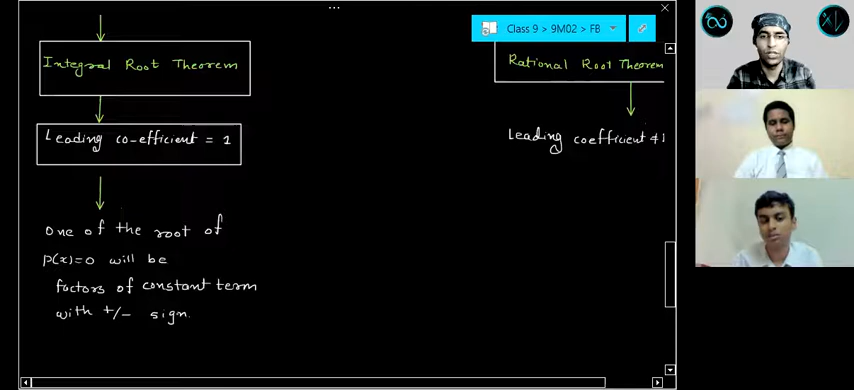 Class 9 > 9M02 > FB
Integral Root Theorem
Rational Root Theorem
Leading co-efficient = 1
Leading coefficient ≠1
One of the root of
P(x)=0 will be
factors of constant term
with +/- sign.